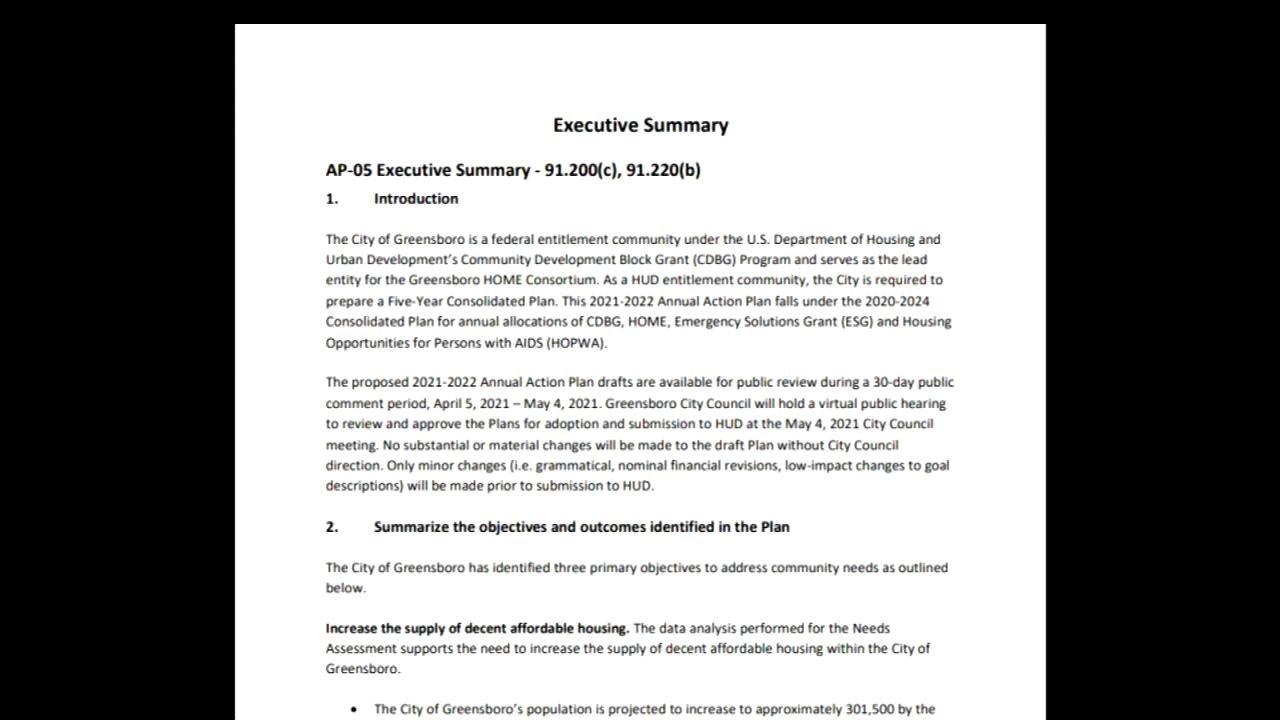 Executive Summary
AP-05 Executive Summary - 91.200(c), 91.220(b)
1. Introduction
The City of Greensboro is a federal entitlement community under the U.S. Department of Housing and
Urban Development’s Community Development Block Grant (CDBG) Program and serves as the lead
entity for the Greensboro HOME Consortium. As a HUD entitlement community, the City is required to
prepare a Five-Year Consolidated Plan. This 2021-2022 Annual Action Plan falls under the 2020-2024
Consolidated Plan for annual allocations of CDBG, HOME, Emergency Solutions Grant (ESG) and Housing
Opportunities for Persons with AIDS (HOPWA).
The proposed 2021-2022 Annual Action Plan drafts are available for public review during a 30-day public
comment period, April 5, 2021 – May 4, 2021. Greensboro City Council will hold a virtual public hearing
to review and approve the Plans for adoption and submission to HUD at the May 4, 2021 City Council
meeting. No substantial or material changes will be made to the draft Plan without City Council
direction. Only minor changes (i.e. grammatical, nominal financial revisions, low-impact changes to goal
descriptions) will be made prior to submission to HUD.
2. Summarize the objectives and outcomes identified in the Plan
The City of Greensboro has identified three primary objectives to address community needs as outlined
below.
Increase the supply of decent affordable housing. The data analysis performed for the Needs
Assessment supports the need to increase the supply of decent affordable housing within the City of
Greensboro.
• The City of Greensboro’s population is projected to increase to approximately 301,500 by the